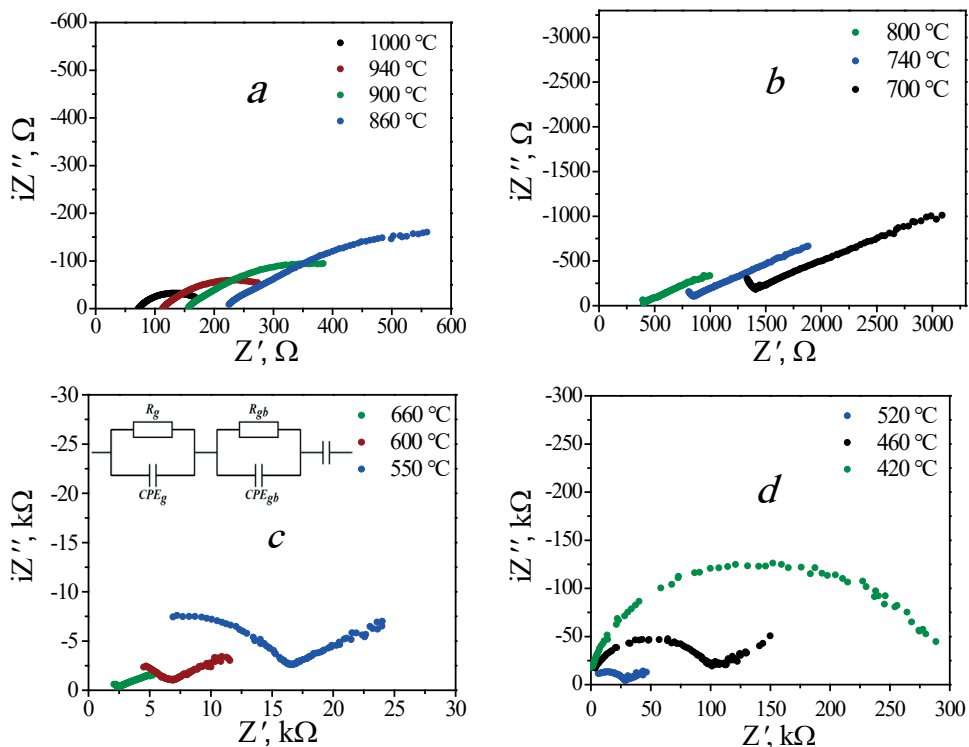 -600
-500
-400
-300
-200
-100
0
iZ″, Ω
1000 °C
940 °C
900 °C
860 °C
a
0 100 200 300 400 500 600
Z′, Ω
-3000
-2500
-2000
-1500
-1000
-500
0
iZ″, Ω
800 °C
740 °C
700 °C
b
0 500 1000 1500 2000 2500 3000
Z′, Ω
-30
-25
-20
-15
-10
-5
0
iZ″, kΩ
Rg Rgb
CPEg CPEgb
660 °C
600 °C
550 °C
c
0 5 10 15 20 25 30
Z′, kΩ
-300
-250
-200
-150
-100
-50
0
iZ″, kΩ
520 °C
460 °C
420 °C
d
0 50 100 150 200 250 300
Z′, kΩ